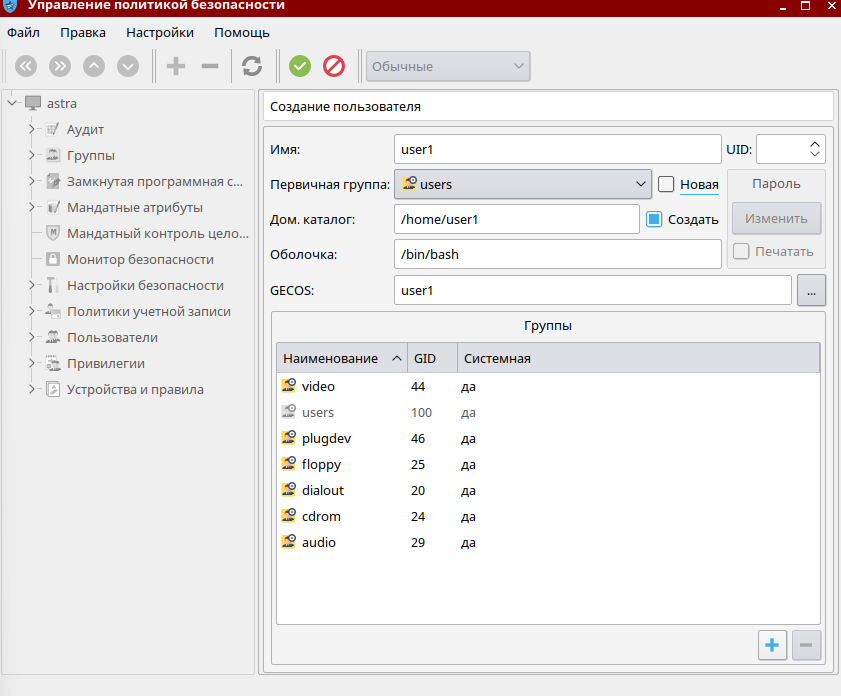 Управление политикой безопасности
Файл Правка Настройки Помощь
Обычные
astra
Аудит
Группы
Замкнутая программная с...
Мандатные атрибуты
Мандатный контроль цело...
Монитор безопасности
Настройки безопасности
Политики учетной записи
Пользователи
Привилегии
Устройства и правила
Создание пользователя
Имя: user1 UID:
Первичная группа: users Новая
Пароль
Дом. каталог: /home/user1 Создать
Изменить
Оболочка: /bin/bash
Печатать
GECOS: user1 ...
Группы
Наименование GID Системная
video 44 да
users 100 да
plugdev 46 да
floppy 25 да
dialout 20 да
cdrom 24 да
audio 29 да